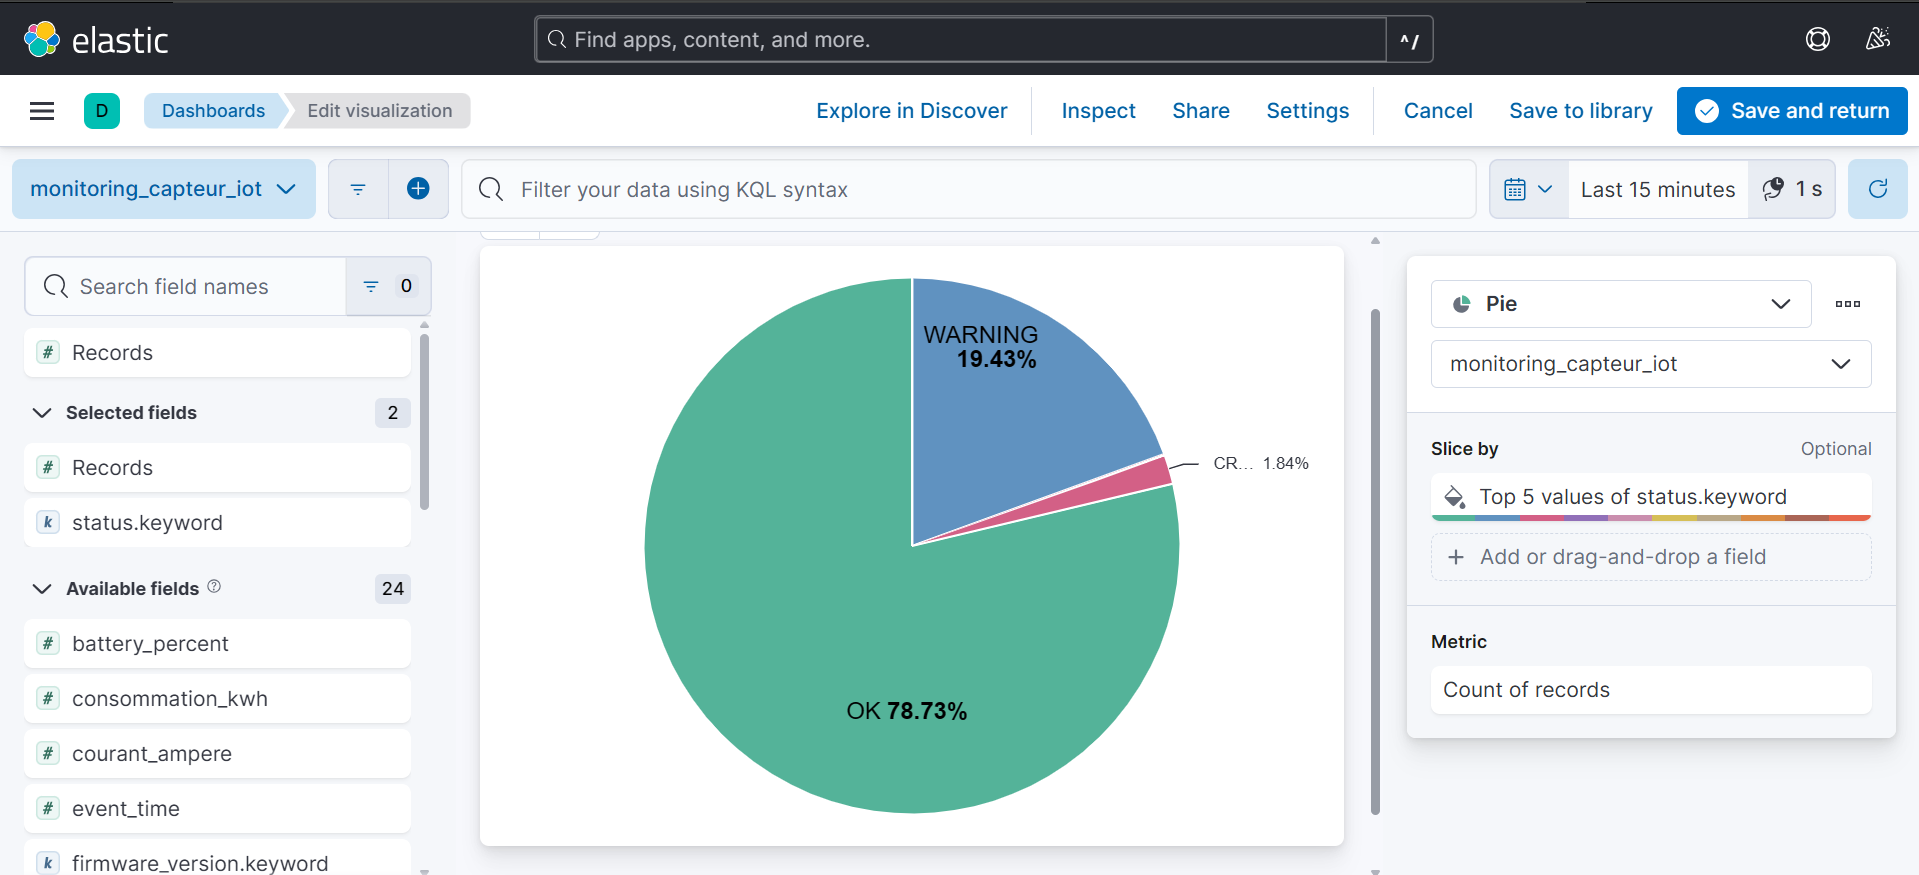 elastic
Find apps, content, and more.
^ /
D
Dashboards
Edit visualization
Explore in Discover
Inspect
Share
Settings
Cancel
Save to library
Save and return
monitoring_capteur_iot
Filter your data using KQL syntax
Last 15 minutes
1 s
Search field names
0
# Records
Selected fields
2
# Records
k status.keyword
Available fields
24
# battery_percent
# consommation_kwh
# courant_ampere
# event_time
k firmware_version.keyword
WARNING
19.43%
CR... 1.84%
OK 78.73%
Pie
monitoring_capteur_iot
Slice by
Optional
Top 5 values of status.keyword
+ Add or drag-and-drop a field
Metric
Count of records